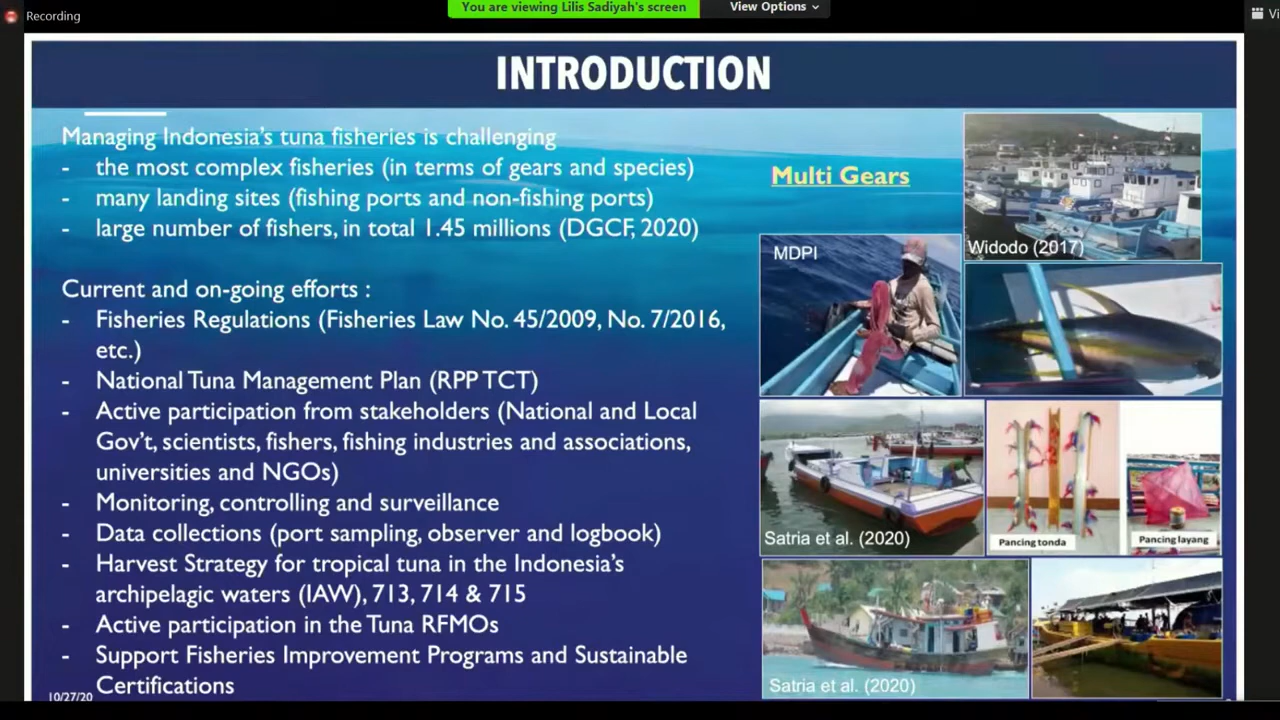 Recording
You are viewing Lilis Sadiyah's screen
View Options
Vi
INTRODUCTION
Managing Indonesia's tuna fisheries is challenging
- the most complex fisheries (in terms of gears and species)
- many landing sites (fishing ports and non-fishing ports)
- large number of fishers, in total 1.45 millions (DGCF, 2020)
Current and on-going efforts :
- Fisheries Regulations (Fisheries Law No. 45/2009, No. 7/2016,
etc.)
- National Tuna Management Plan (RPP TCT)
- Active participation from stakeholders (National and Local
Gov't, scientists, fishers, fishing industries and associations,
universities and NGOs)
- Monitoring, controlling and surveillance
- Data collections (port sampling, observer and logbook)
- Harvest Strategy for tropical tuna in the Indonesia's
archipelagic waters (IAW), 713, 714 & 715
- Active participation in the Tuna RFMOs
- Support Fisheries Improvement Programs and Sustainable
Certifications
10/27/20
Multi Gears
Widodo (2017)
MDPI
Satria et al. (2020)
Pancing tonda
Pancing layang
Satria et al. (2020)